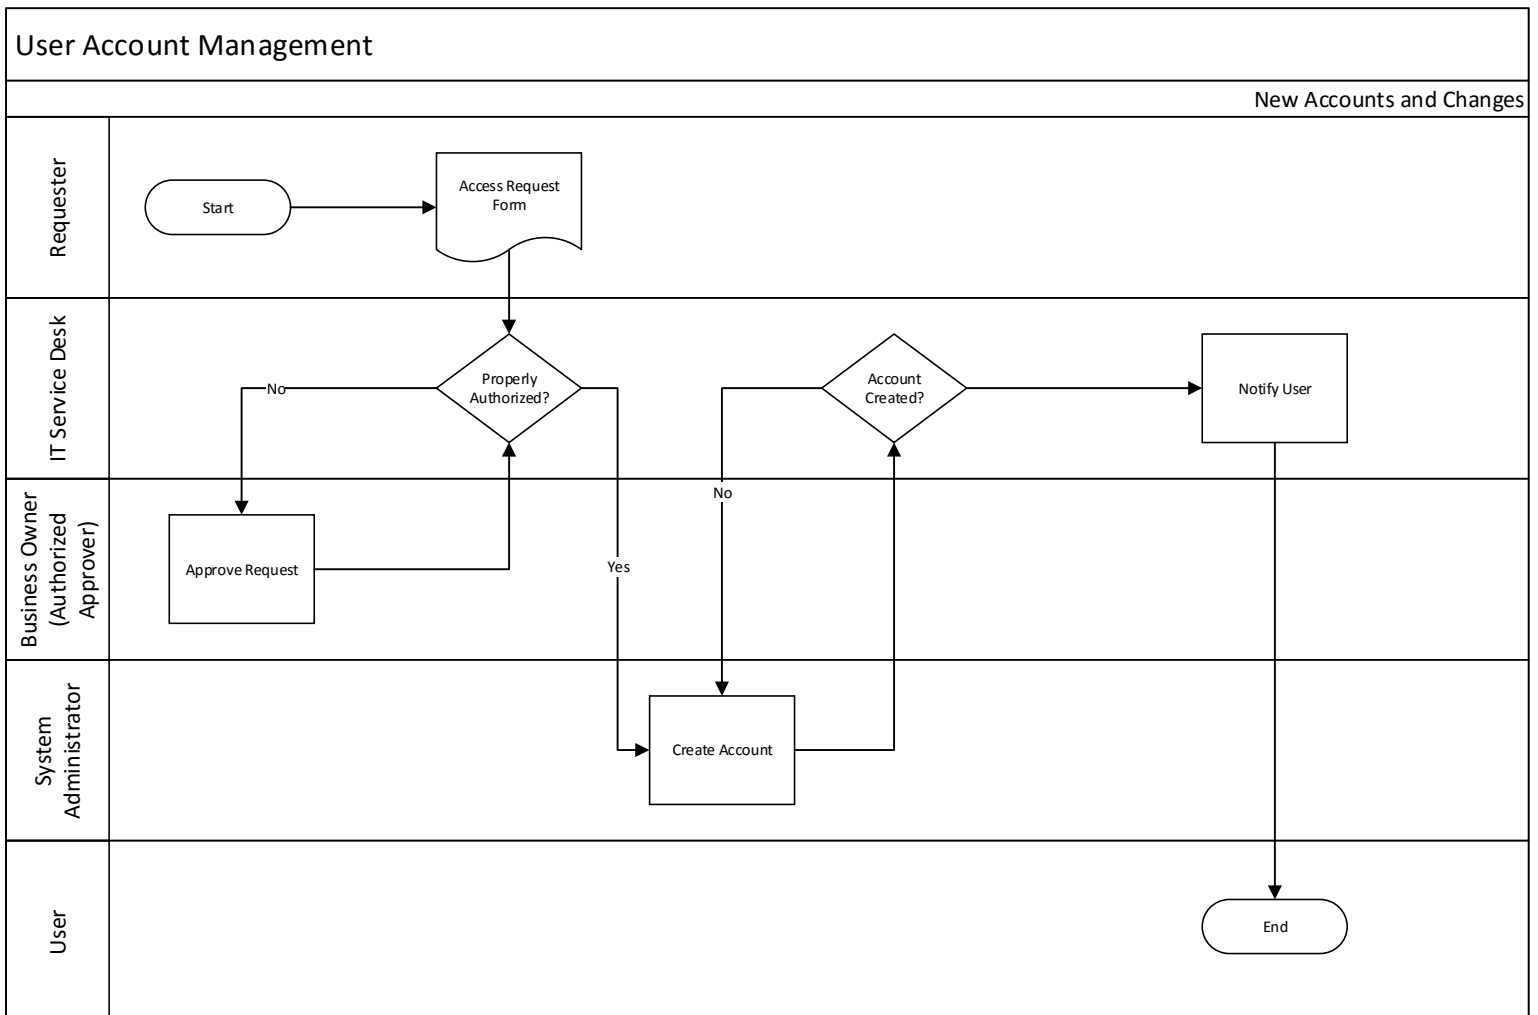 User Account Management
New Accounts and Changes
Requester
Start
Access Request
Form
IT Service Desk
No
Properly
Authorized?
Account
Created?
Notify User
Business Owner
(Authorized
Approver)
No
Approve Request
Yes
System
Administrator
Create Account
User
End